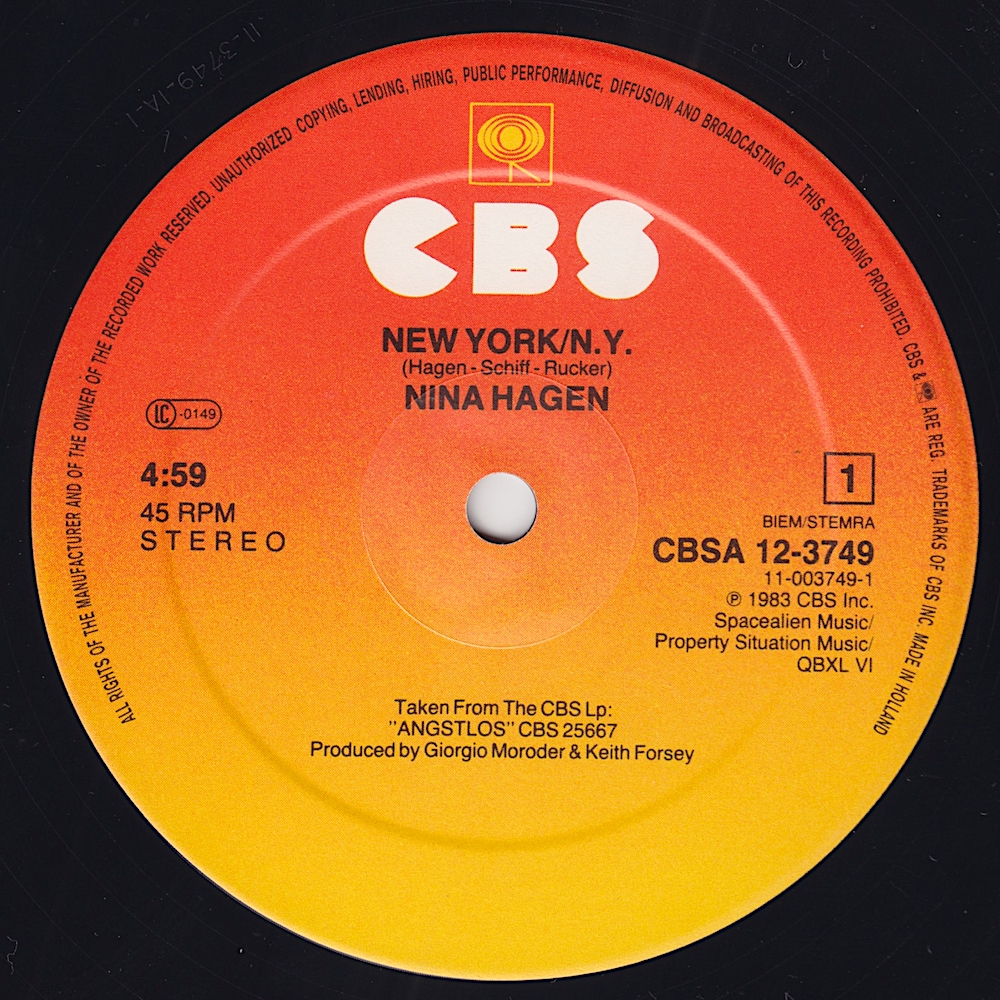 11-3749-1A-1
ALL RIGHTS OF THE MANUFACTURER AND OF THE OWNER OF THE RECORDED WORK RESERVED. UNAUTHORIZED COPYING, LENDING, HIRING, PUBLIC PERFORMANCE, DIFFUSION AND BROADCASTING OF THIS RECORDING PROHIBITED. CBS & ARE REG. TRADEMARKS OF CBS INC. MADE IN HOLLAND
CBS
NEW YORK/N.Y.
(Hagen - Schiff - Rucker)
NINA HAGEN
LC -0149
4:59
45 RPM
STEREO
1
BIEM/STEMRA
CBSA 12-3749
11-003749-1
℗ 1983 CBS Inc.
Spacealien Music/
Property Situation Music/
QBXL VI
Taken From The CBS Lp:
"ANGSTLOS" CBS 25667
Produced by Giorgio Moroder & Keith Forsey